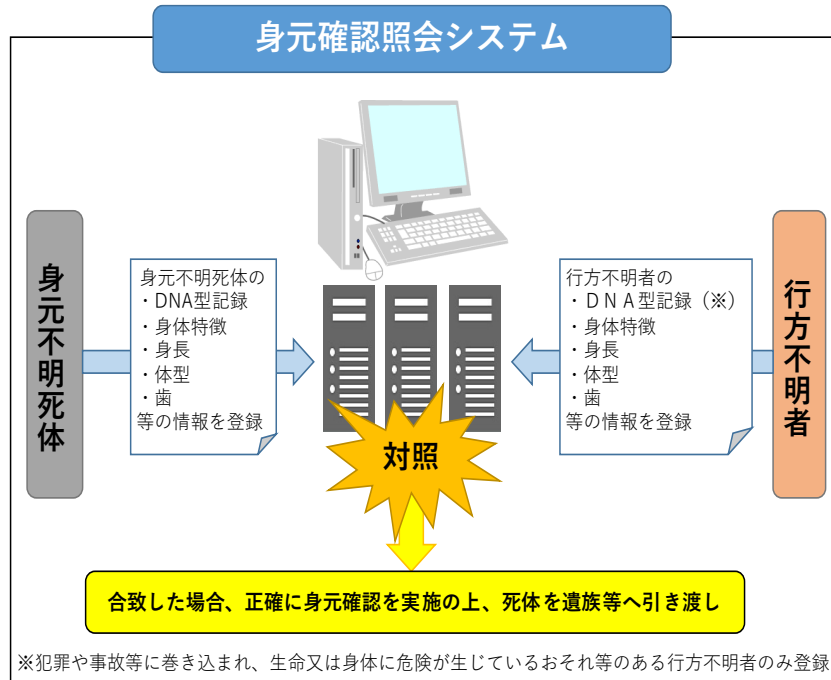 身元確認照会システム
身元不明死体
身元不明死体の
・DNA型記録
・身体特徴
・身長
・体型
・歯
等の情報を登録
行方不明者の
・ＤＮＡ型記録（※）
・身体特徴
・身長
・体型
・歯
等の情報を登録
行方不明者
対照
合致した場合、正確に身元確認を実施の上、死体を遺族等へ引き渡し
※犯罪や事故等に巻き込まれ、生命又は身体に危険が生じているおそれ等のある行方不明者のみ登録